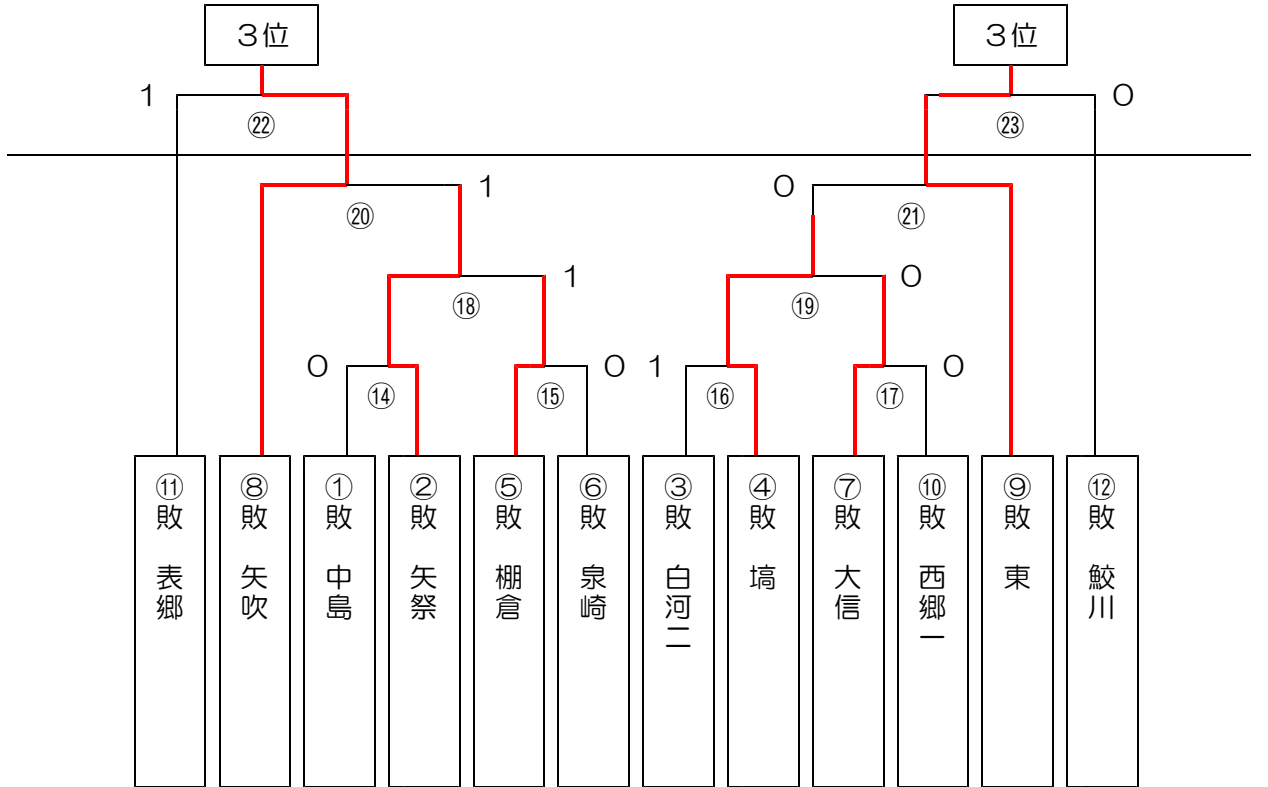 ３位 ３位
１ ０
㉒ ㉓
１ ０
⑳ ㉑
１ ０
⑱ ⑲
０ ０ １ ０
⑭ ⑮ ⑯ ⑰
⑪敗 表郷
⑧敗 矢吹
①敗 中島
②敗 矢祭
⑤敗 棚倉
⑥敗 泉崎
③敗 白河二
④敗 塙
⑦敗 大信
⑩敗 西郷一
⑨敗 東
⑫敗 鮫川